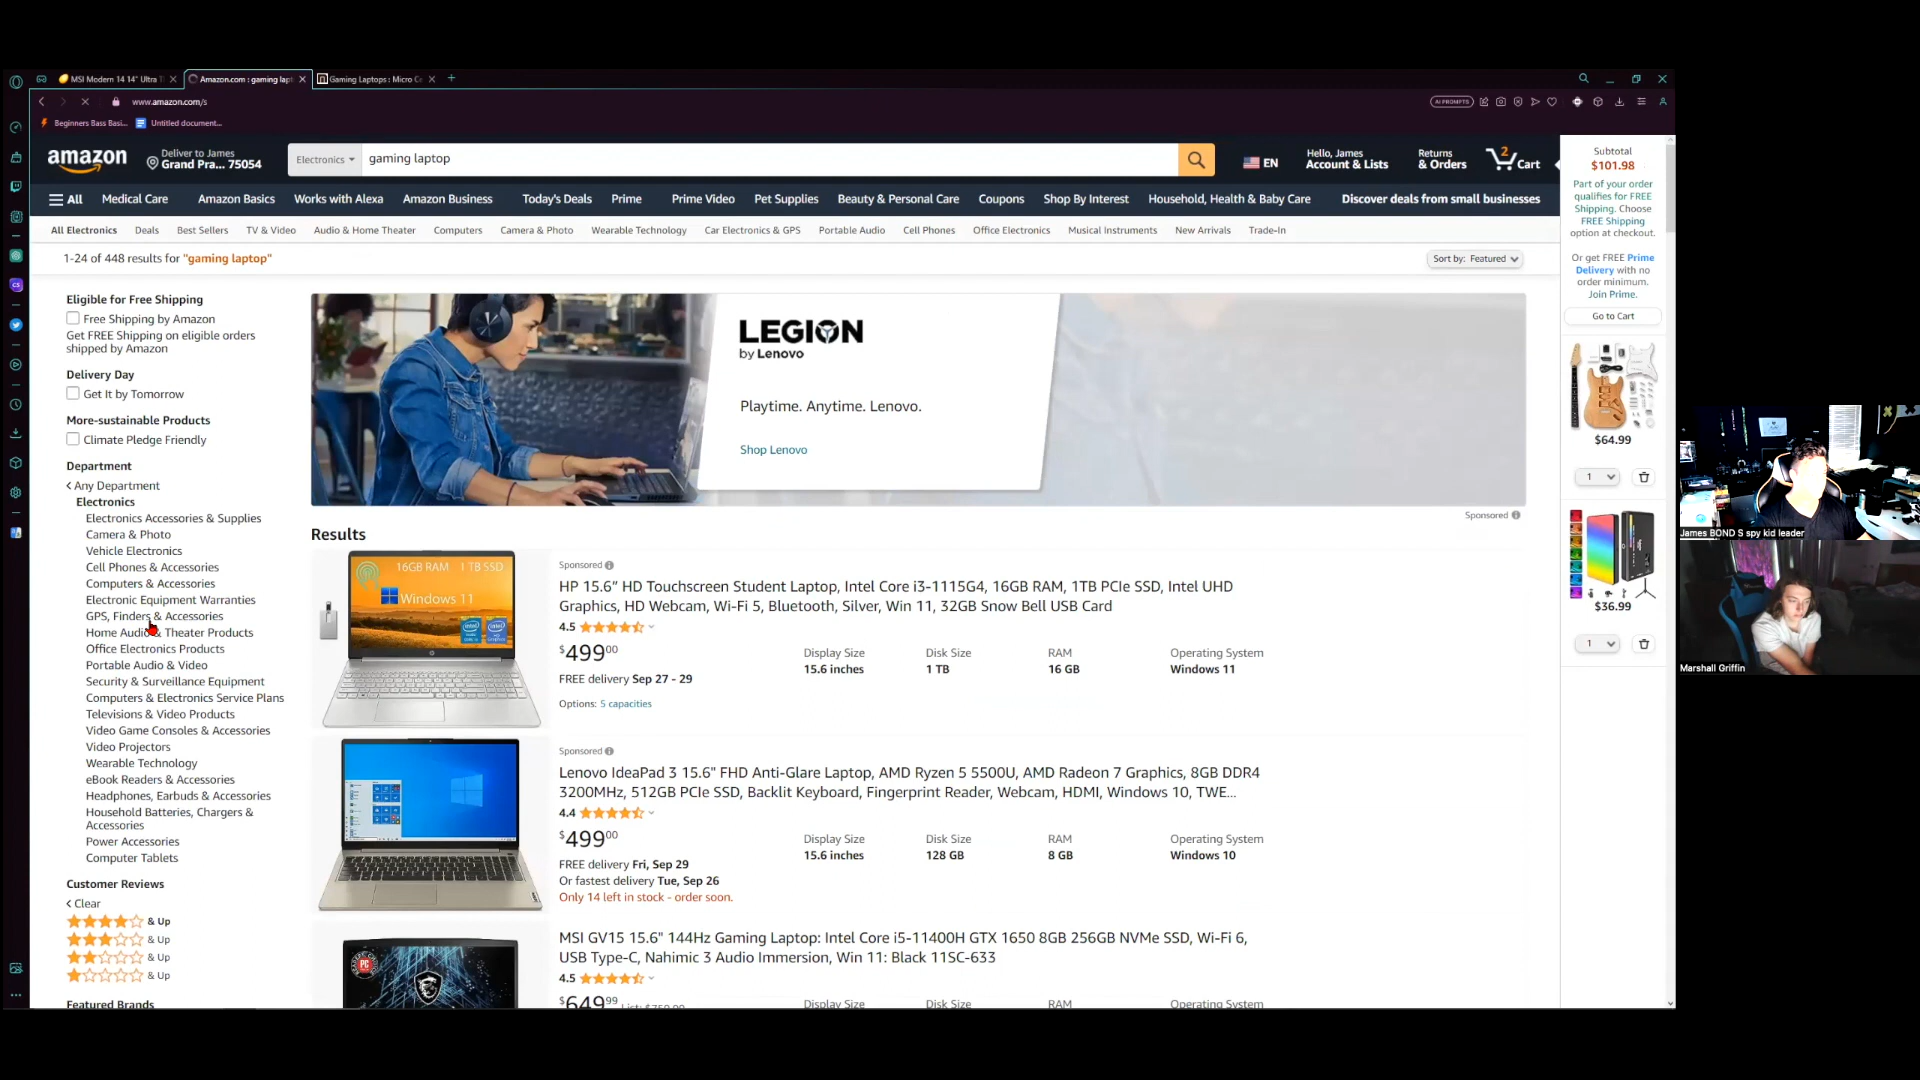 MSI Modern 14 14" Ultra T
Amazon.com : gaming lapt
Gaming Laptops : Micro Ce
www.amazon.com/s
AI PROMPTS
Beginners Bass Basi...
Untitled document...
amazon
Deliver to James
Grand Pra... 75054
Electronics
gaming laptop
EN
Hello, James
Account & Lists
Returns
& Orders
2
Cart
All
Medical Care
Amazon Basics
Works with Alexa
Amazon Business
Today's Deals
Prime
Prime Video
Pet Supplies
Beauty & Personal Care
Coupons
Shop By Interest
Household, Health & Baby Care
Discover deals from small businesses
All Electronics
Deals
Best Sellers
TV & Video
Audio & Home Theater
Computers
Camera & Photo
Wearable Technology
Car Electronics & GPS
Portable Audio
Cell Phones
Office Electronics
Musical Instruments
New Arrivals
Trade-In
1-24 of 448 results for "gaming laptop"
Sort by: Featured
Eligible for Free Shipping
Free Shipping by Amazon
Get FREE Shipping on eligible orders
shipped by Amazon
Delivery Day
Get It by Tomorrow
More-sustainable Products
Climate Pledge Friendly
Department
Any Department
Electronics
Electronics Accessories & Supplies
Camera & Photo
Vehicle Electronics
Cell Phones & Accessories
Computers & Accessories
Electronic Equipment Warranties
GPS, Finders & Accessories
Home Audio & Theater Products
Office Electronics Products
Portable Audio & Video
Security & Surveillance Equipment
Computers & Electronics Service Plans
Televisions & Video Products
Video Game Consoles & Accessories
Video Projectors
Wearable Technology
eBook Readers & Accessories
Headphones, Earbuds & Accessories
Household Batteries, Chargers &
Accessories
Power Accessories
Computer Tablets
Customer Reviews
Clear
& Up
& Up
& Up
& Up
Featured Brands
LEGION
by Lenovo
Playtime. Anytime. Lenovo.
Shop Lenovo
Sponsored
Results
16GB RAM 1 TB SSD
Windows 11
Sponsored
HP 15.6" HD Touchscreen Student Laptop, Intel Core i3-1115G4, 16GB RAM, 1TB PCIe SSD, Intel UHD
Graphics, HD Webcam, Wi-Fi 5, Bluetooth, Silver, Win 11, 32GB Snow Bell USB Card
4.5
$499 00
FREE delivery Sep 27 - 29
Options: 5 capacities
Display Size
15.6 inches
Disk Size
1 TB
RAM
16 GB
Operating System
Windows 11
Sponsored
Lenovo IdeaPad 3 15.6" FHD Anti-Glare Laptop, AMD Ryzen 5 5500U, AMD Radeon 7 Graphics, 8GB DDR4
3200MHz, 512GB PCIe SSD, Backlit Keyboard, Fingerprint Reader, Webcam, HDMI, Windows 10, TWE...
4.4
$499 00
FREE delivery Fri, Sep 29
Or fastest delivery Tue, Sep 26
Only 14 left in stock - order soon.
Display Size
15.6 inches
Disk Size
128 GB
RAM
8 GB
Operating System
Windows 10
MSI GV15 15.6" 144Hz Gaming Laptop: Intel Core i5-11400H GTX 1650 8GB 256GB NVMe SSD, Wi-Fi 6,
USB Type-C, Nahimic 3 Audio Immersion, Win 11: Black 11SC-633
4.5
$649 99
Display Size
Disk Size
RAM
Operating System
Subtotal
$101.98
Part of your order
qualifies for FREE
Shipping. Choose
FREE Shipping
option at checkout.
Or get FREE Prime
Delivery with no
order minimum.
Join Prime.
Go to Cart
$64.99
1
$36.99
1
James BOND S spy kid leader
Marshall Griffin